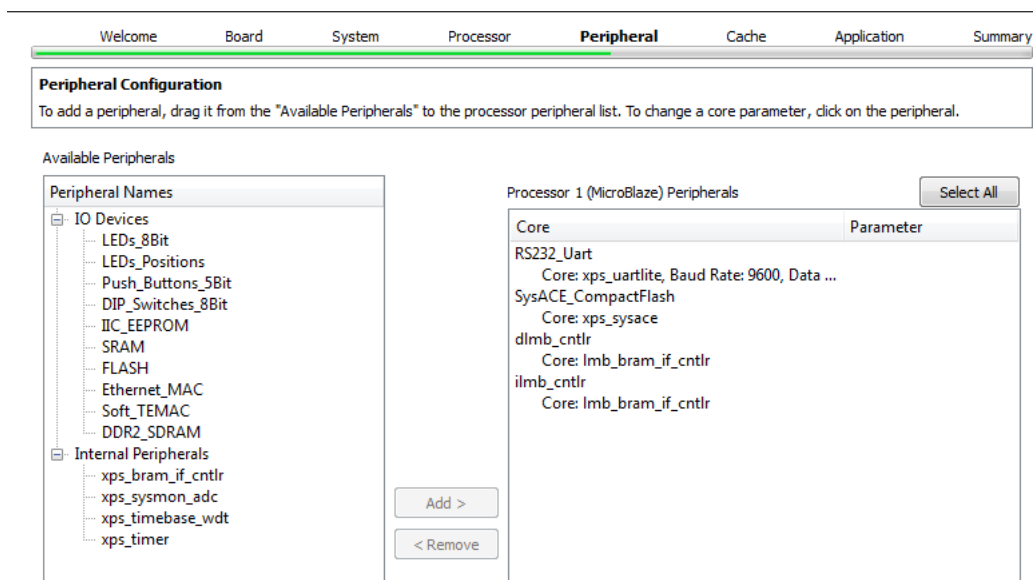 Welcome Board System Processor Peripheral Cache Application Summary
Peripheral Configuration
To add a peripheral, drag it from the "Available Peripherals" to the processor peripheral list. To change a core parameter, click on the peripheral.
Available Peripherals
Peripheral Names
IO Devices
LEDs_8Bit
LEDs_Positions
Push_Buttons_5Bit
DIP_Switches_8Bit
IIC_EEPROM
SRAM
FLASH
Ethernet_MAC
Soft_TEMAC
DDR2_SDRAM
Internal Peripherals
xps_bram_if_cntlr
xps_sysmon_adc
xps_timebase_wdt
xps_timer
Add >
< Remove
Processor 1 (MicroBlaze) Peripherals
Select All
Core Parameter
RS232_Uart
Core: xps_uartlite, Baud Rate: 9600, Data ...
SysACE_CompactFlash
Core: xps_sysace
dlmb_cntlr
Core: lmb_bram_if_cntlr
ilmb_cntlr
Core: lmb_bram_if_cntlr